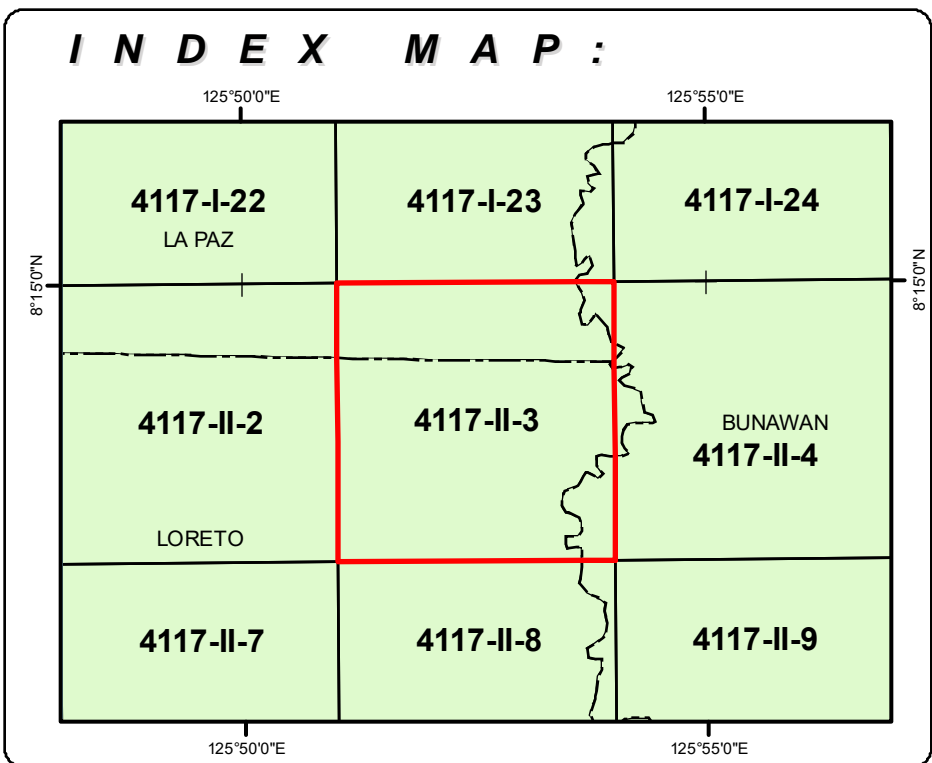 INDEX MAP:
125°50'0"E 125°55'0"E
4117-I-22 4117-I-23 4117-I-24
LA PAZ
8°15'0"N 8°15'0"N
4117-II-2 4117-II-3 BUNAWAN
4117-II-4
LORETO
4117-II-7 4117-II-8 4117-II-9
125°50'0"E 125°55'0"E